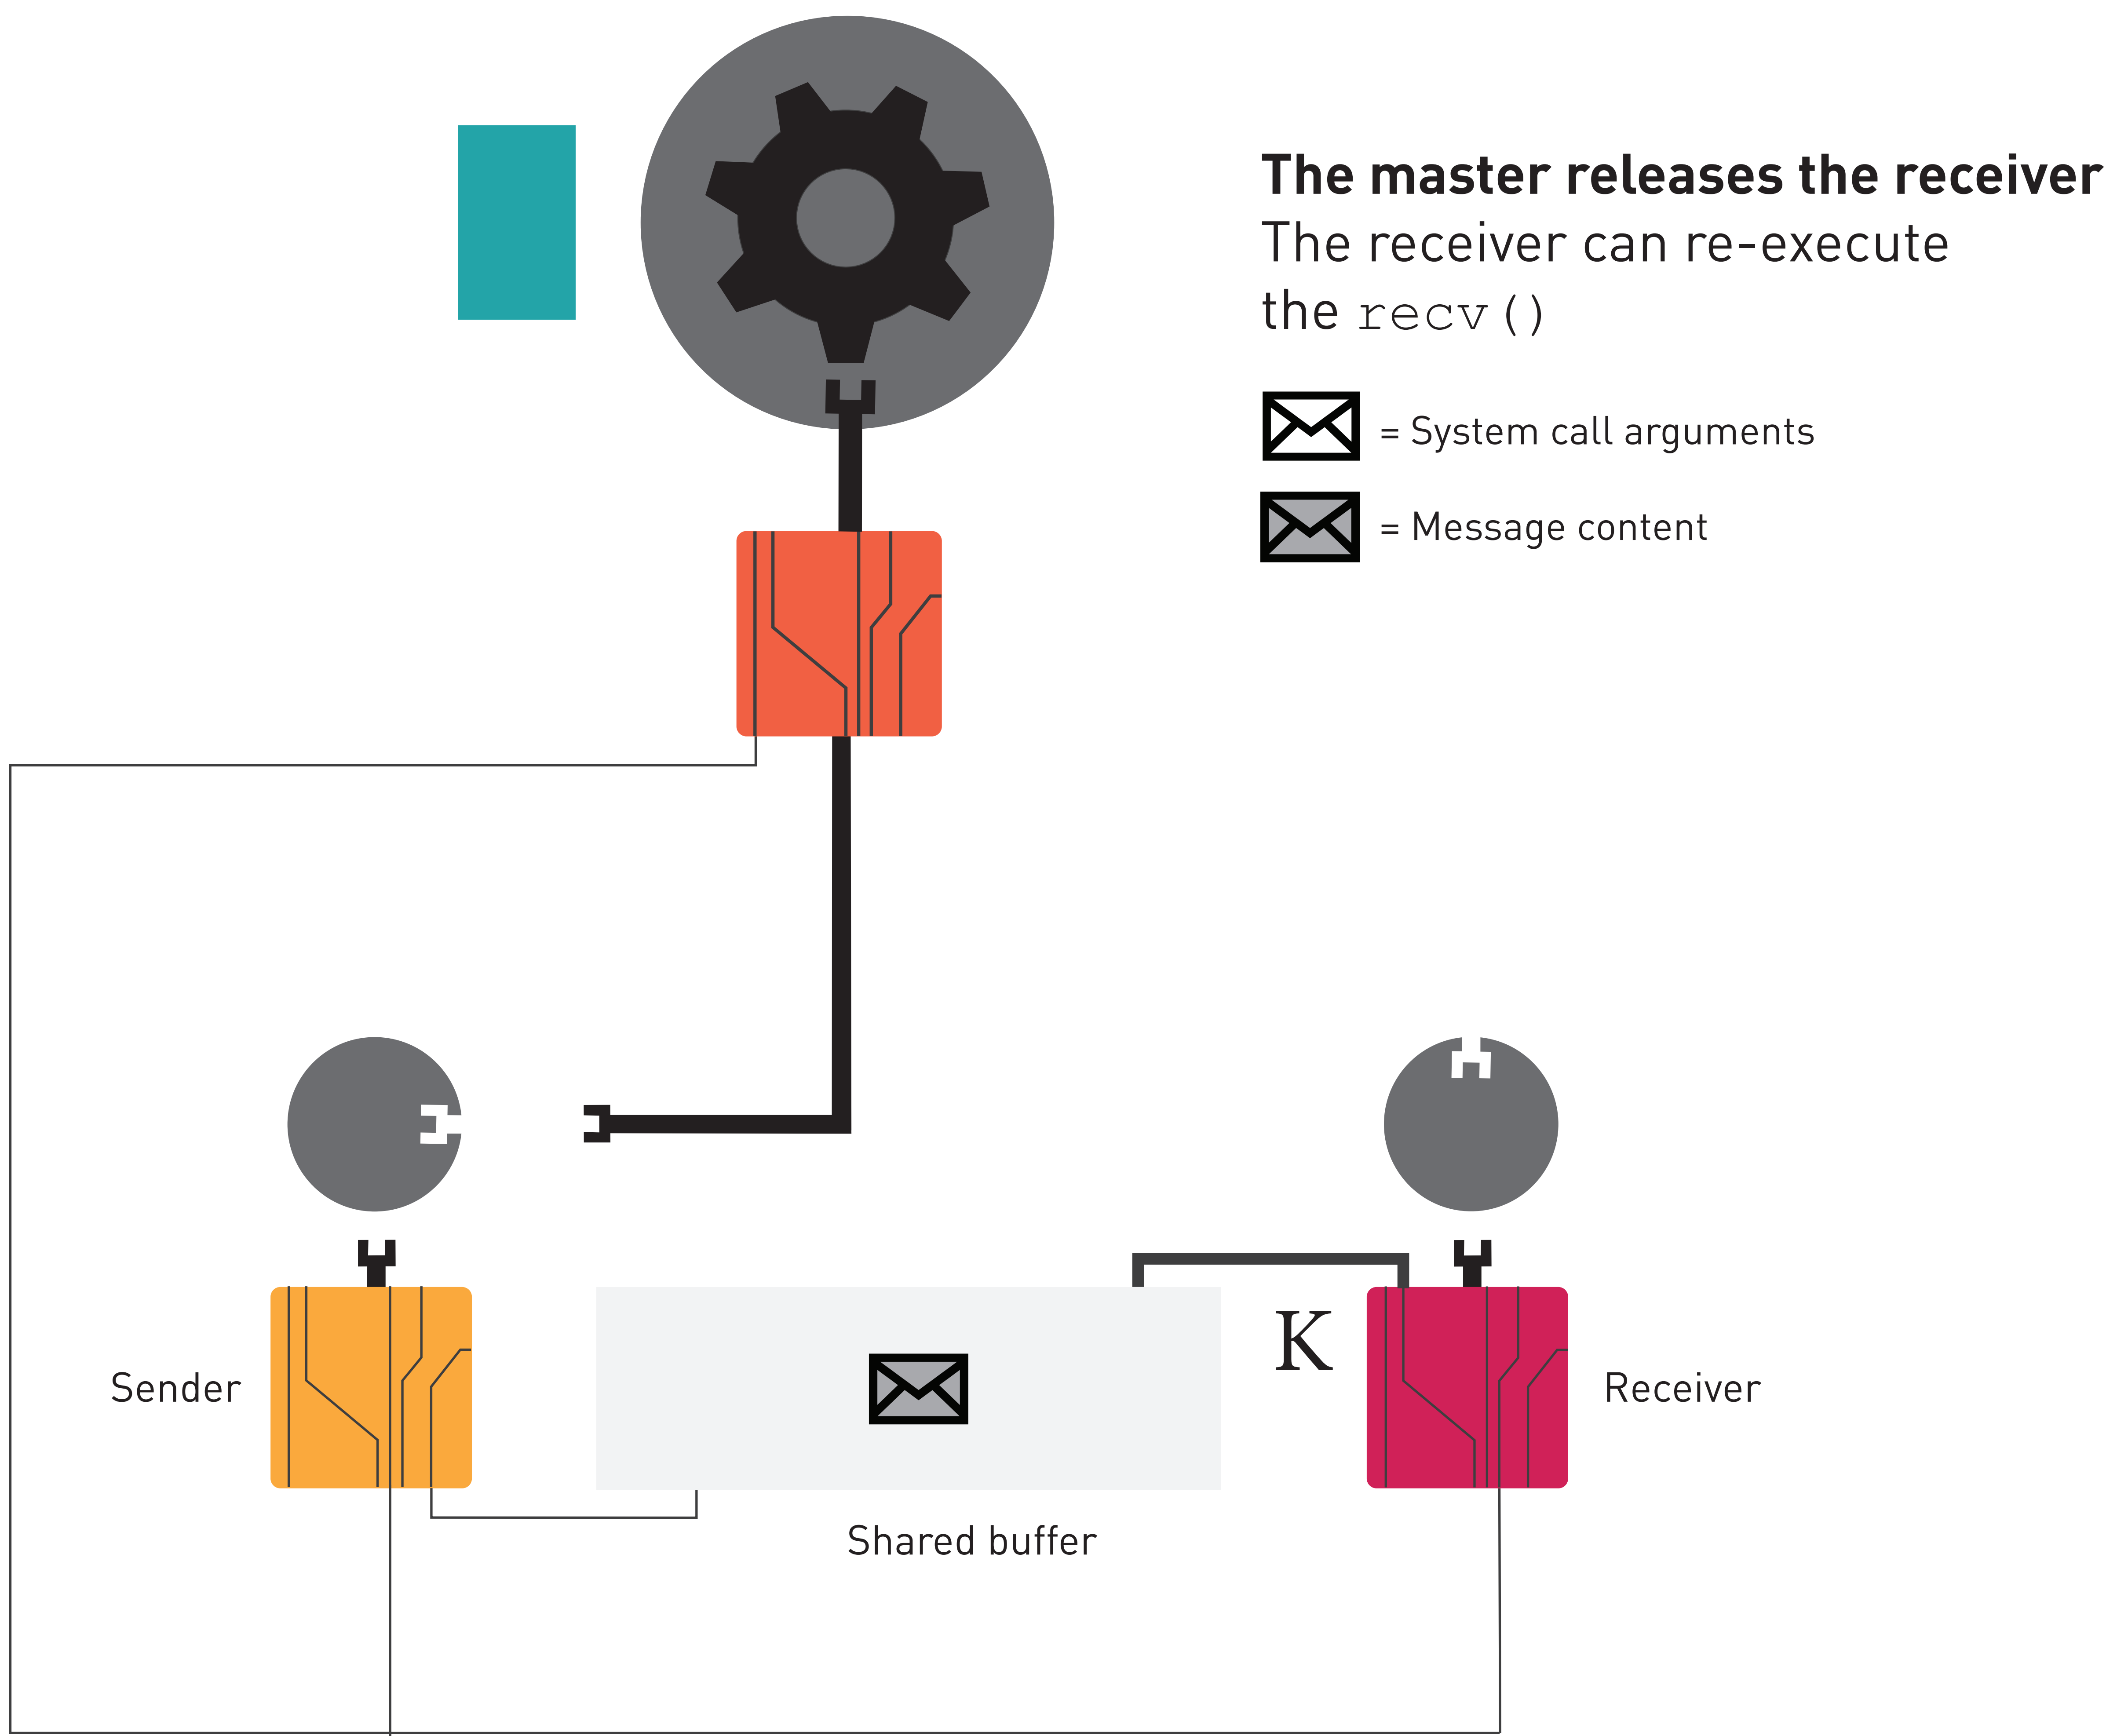 The master releases the receiver
The receiver can re-execute
the recv()
= System call arguments
= Message content
K
Sender
Receiver
Shared buffer